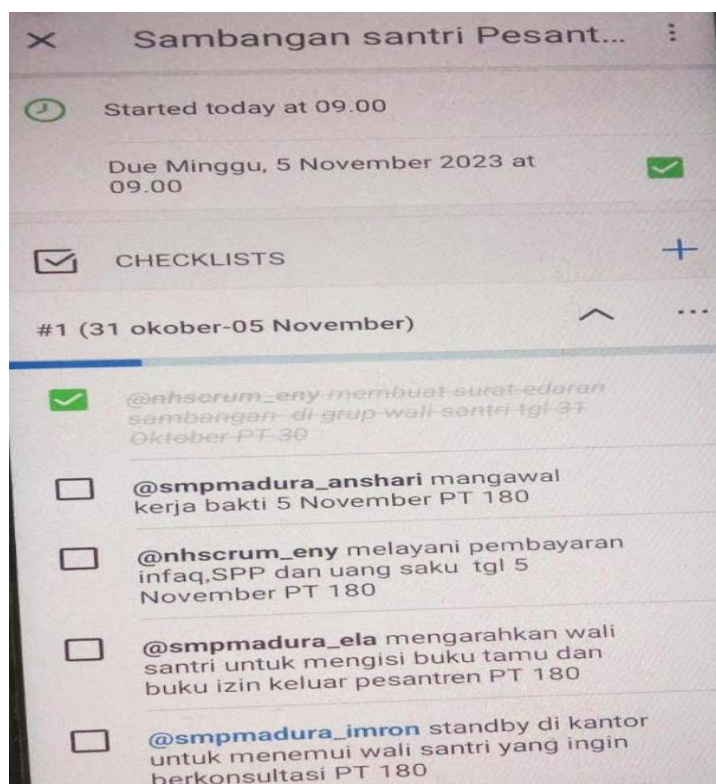 Sambangan santri Pesant...
Started today at 09.00
Due Minggu, 5 November 2023 at
09.00
CHECKLISTS
#1 (31 okober-05 November)
@nhscrum_eny membuat surat edaran
sambangan di grup wali santri tgl 31
Oktober PT 30
@smpmadura_anshari mangawal
kerja bakti 5 November PT 180
@nhscrum_eny melayani pembayaran
infaq,SPP dan uang saku tgl 5
November PT 180
@smpmadura_ela mengarahkan wali
santri untuk mengisi buku tamu dan
buku izin keluar pesantren PT 180
@smpmadura_imron standby di kantor
untuk menemui wali santri yang ingin
berkonsultasi PT 180